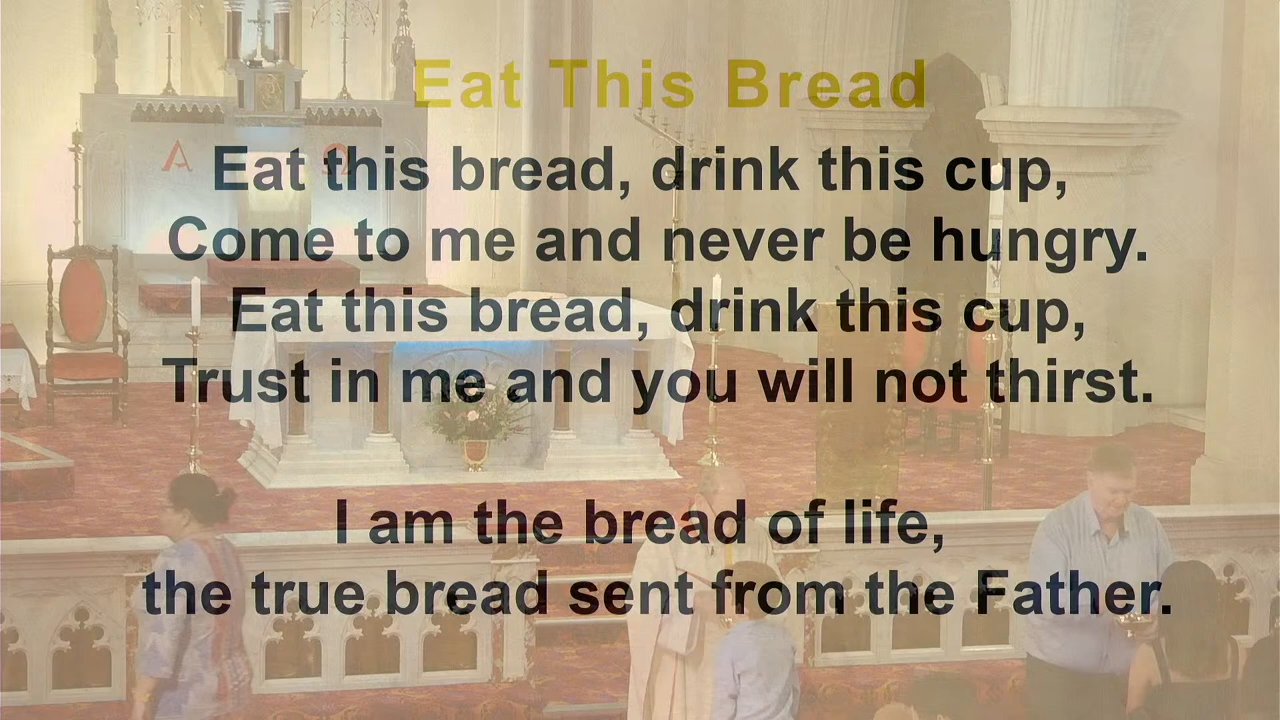 Eat This Bread
Α Ω
Eat this bread, drink this cup,
Come to me and never be hungry.
Eat this bread, drink this cup,
Trust in me and you will not thirst.
I am the bread of life,
the true bread sent from the Father.